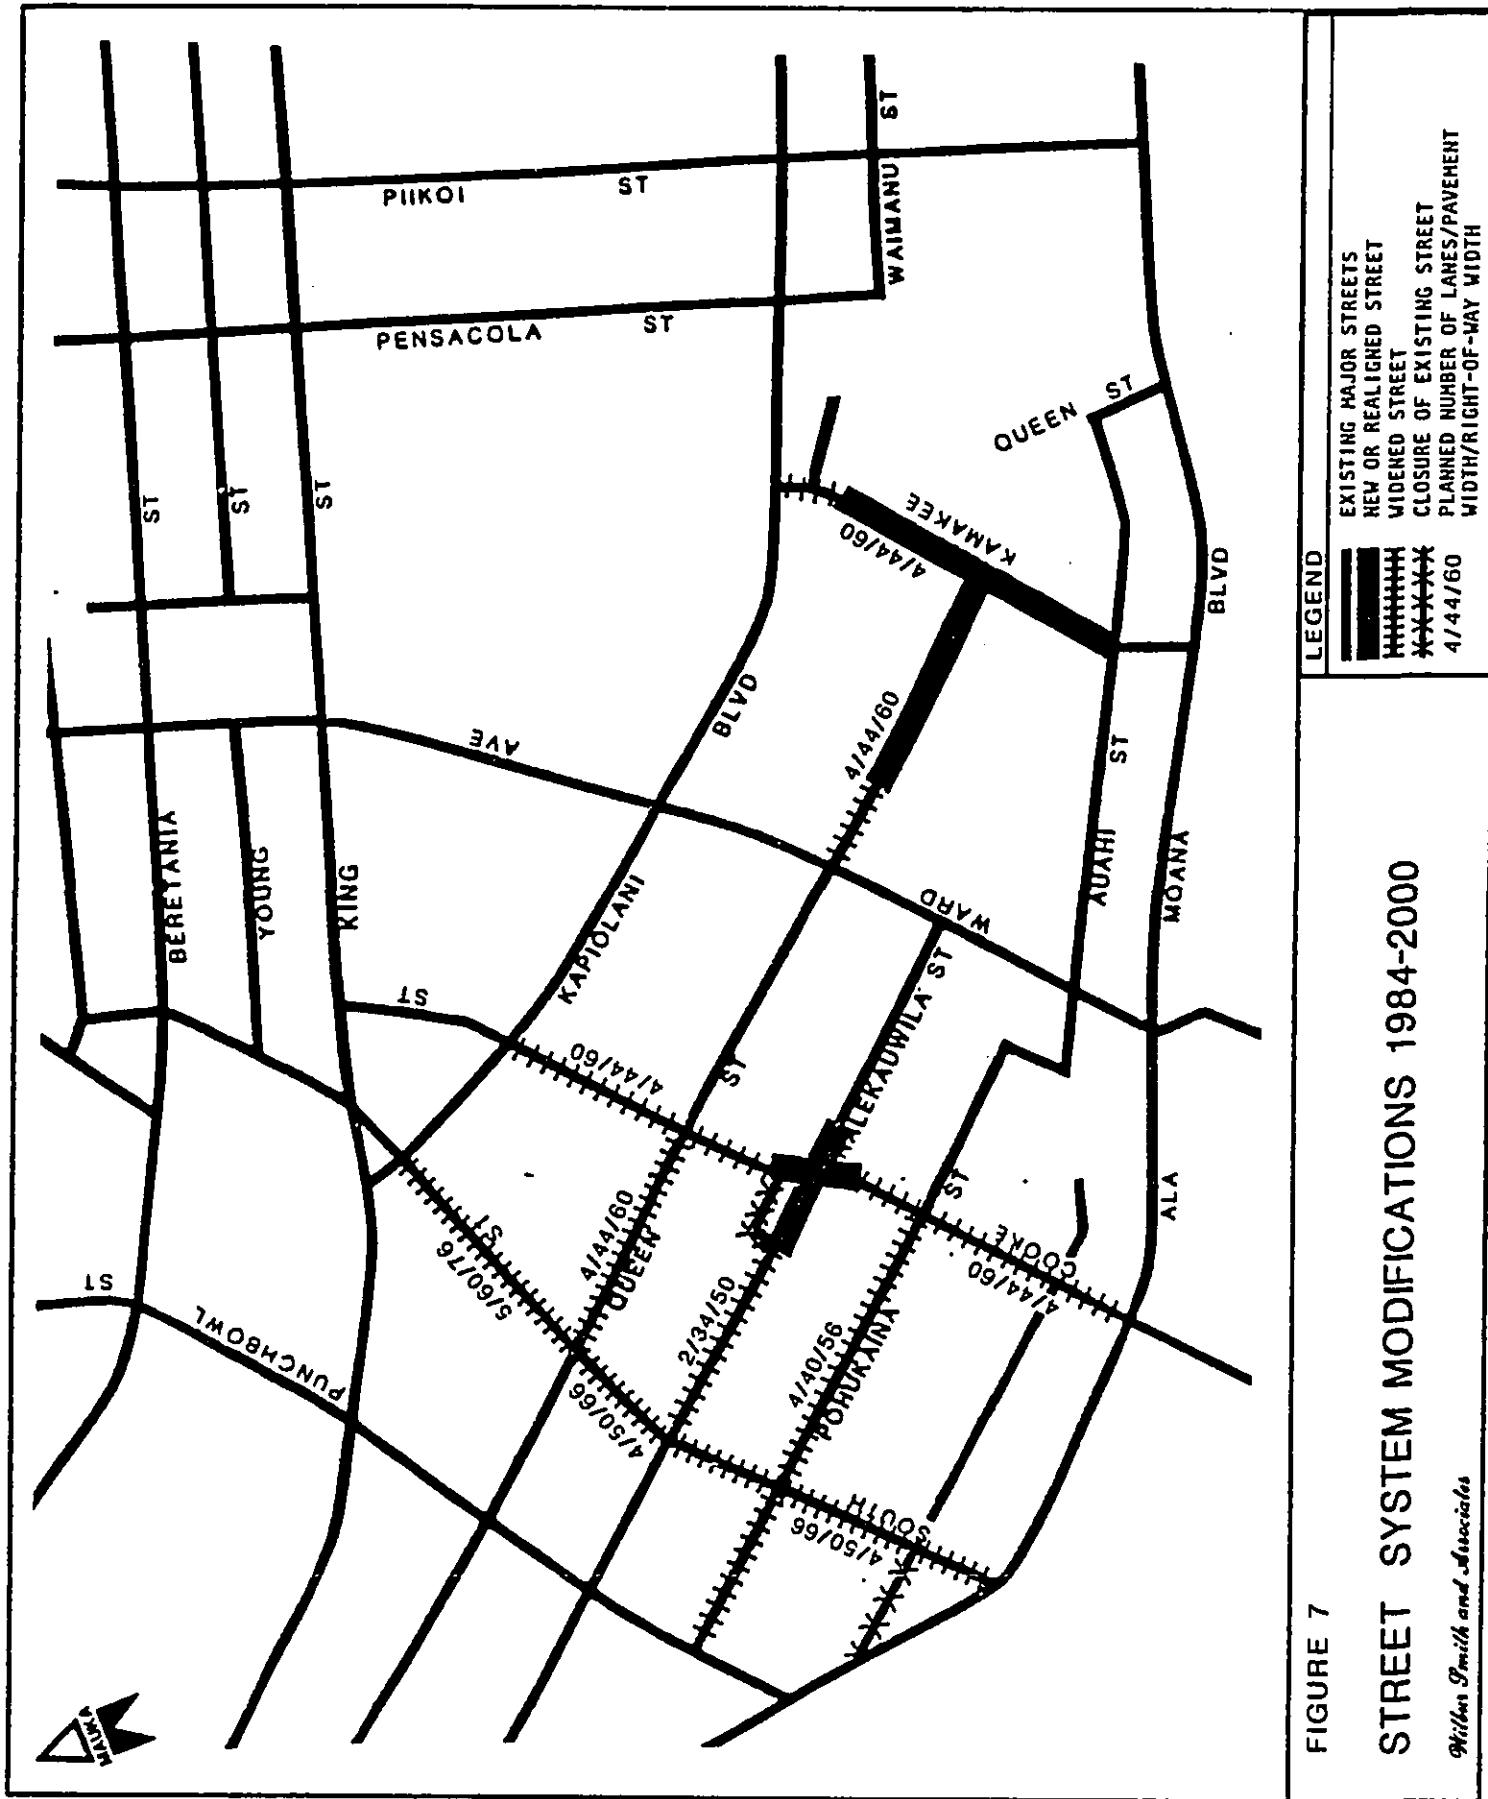 MAUKA
BERETANIA
ST
YOUNG
ST
KING
ST
PIIKOI
ST
PENSACOLA
ST
WAIMANU ST
KAPIOLANI
BLVD
WARD
AVE
QUEEN
ST
QUEEN ST
KAMAKEE
4/44/60
4/44/60
AUAHI
ST
ALA
MOANA
BLVD
HALEKAUWILA ST
POHUKAINA
ST
COOKE
ST
4/44/60
4/44/60
4/44/60
2/34/50
4/40/56
SOUTH
ST
5/60/76
4/50/66
4/50/66
PUNCHBOWL
ST
LEGEND
EXISTING MAJOR STREETS
NEW OR REALIGNED STREET
WIDENED STREET
CLOSURE OF EXISTING STREET
4/44/60 PLANNED NUMBER OF LANES/PAVEMENT
WIDTH/RIGHT-OF-WAY WIDTH
FIGURE 7
STREET SYSTEM MODIFICATIONS 1984-2000
Wilbur Smith and Associates